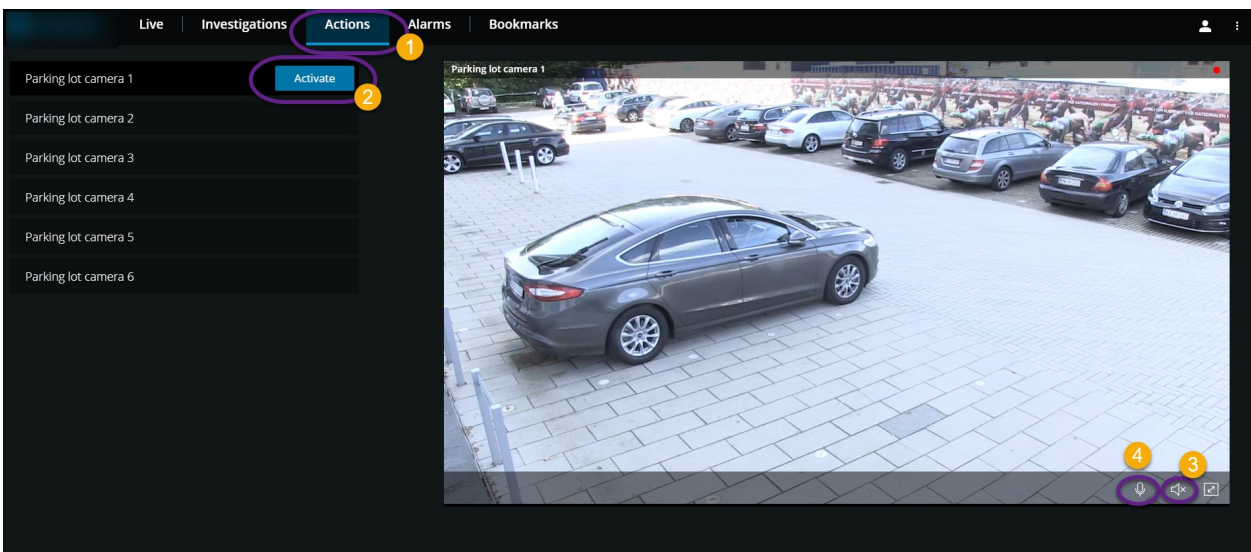 Live Investigations Actions Alarms Bookmarks
1
Parking lot camera 1 Activate
2
Parking lot camera 2
Parking lot camera 3
Parking lot camera 4
Parking lot camera 5
Parking lot camera 6
Parking lot camera 1
4
3